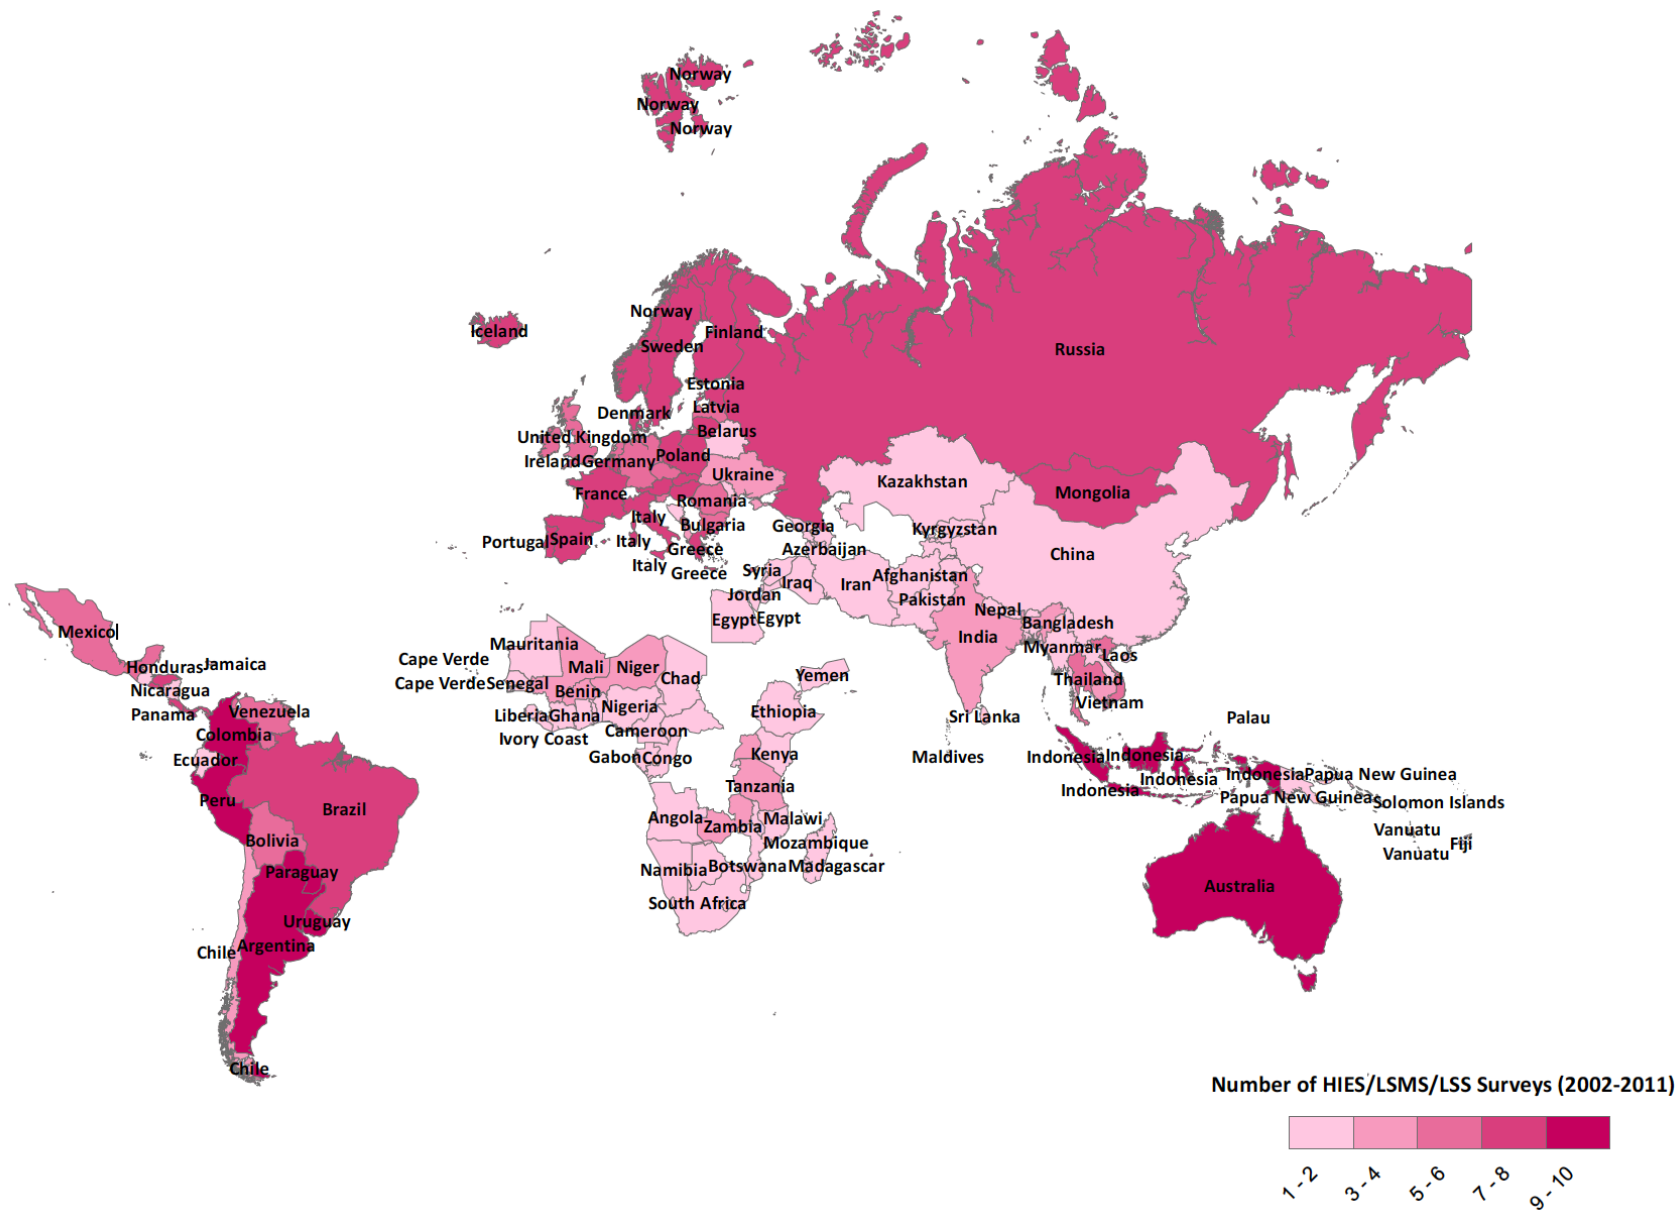 Norway
Norway
Norway
Norway
Iceland
Finland
Sweden
Russia
Estonia
Latvia
Denmark
Belarus
United Kingdom
Poland
Ireland
Germany
Ukraine
Kazakhstan
France
Mongolia
Romania
Italy
Bulgaria
Georgia
Kyrgyzstan
Portugal
Spain
Italy
Greece
Azerbaijan
China
Italy
Greece
Syria
Iraq
Iran
Afghanistan
Jordan
Pakistan
Nepal
Egypt
Egypt
Bangladesh
India
Mexico
Mauritania
Myanmar
Laos
Cape Verde
Honduras
Jamaica
Mali
Niger
Chad
Yemen
Thailand
Cape Verde
Senegal
Benin
Nicaragua
Vietnam
Panama
Venezuela
Liberia
Ghana
Nigeria
Ethiopia
Sri Lanka
Palau
Colombia
Ivory Coast
Cameroon
Ecuador
Gabon
Congo
Kenya
Maldives
Indonesia
Indonesia
Indonesia
Indonesia
Papua New Guinea
Tanzania
Indonesia
Papua New Guinea
Solomon Islands
Peru
Brazil
Angola
Zambia
Malawi
Vanuatu
Bolivia
Mozambique
Fiji
Vanuatu
Paraguay
Namibia
Botswana
Madagascar
Australia
South Africa
Uruguay
Chile
Argentina
Chile
Number of HIES/LSMS/LSS Surveys (2002-2011)
1 - 2
3 - 4
5 - 6
7 - 8
9 - 10